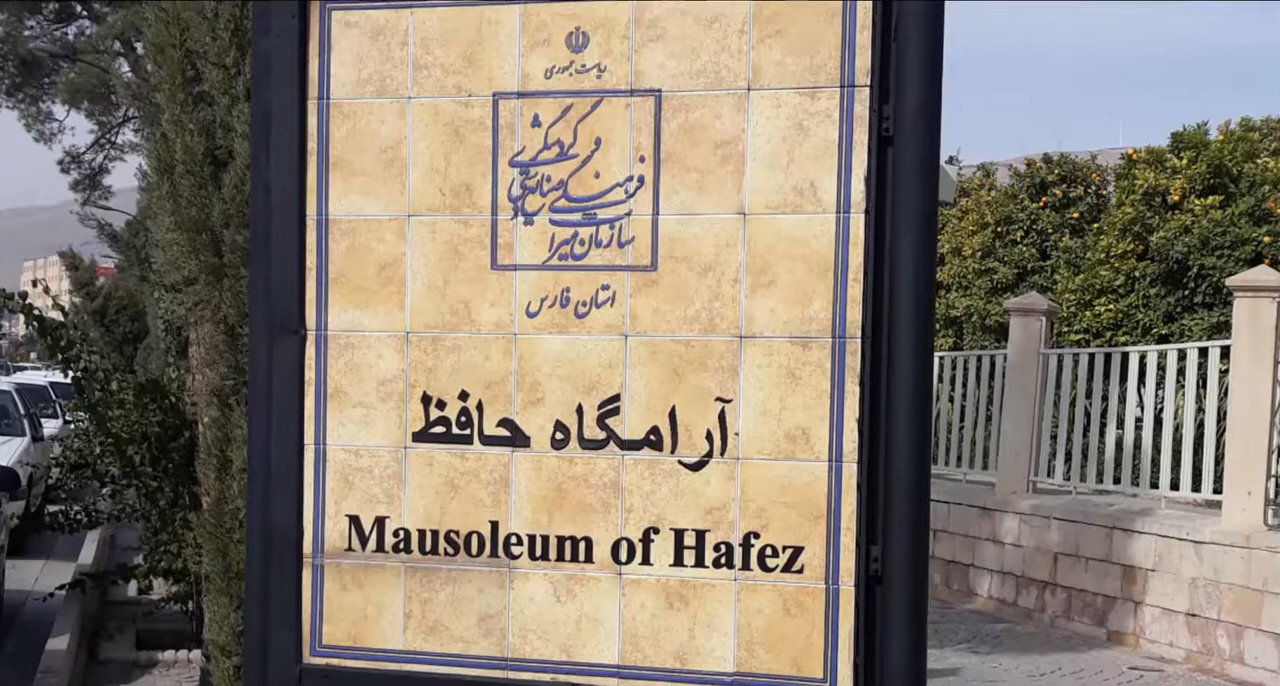 ریاست جمهوری
سازمان میراث فرهنگی صنایع دستی و گردشگری
استان فارس
آرامگاه حافظ
Mausoleum of Hafez